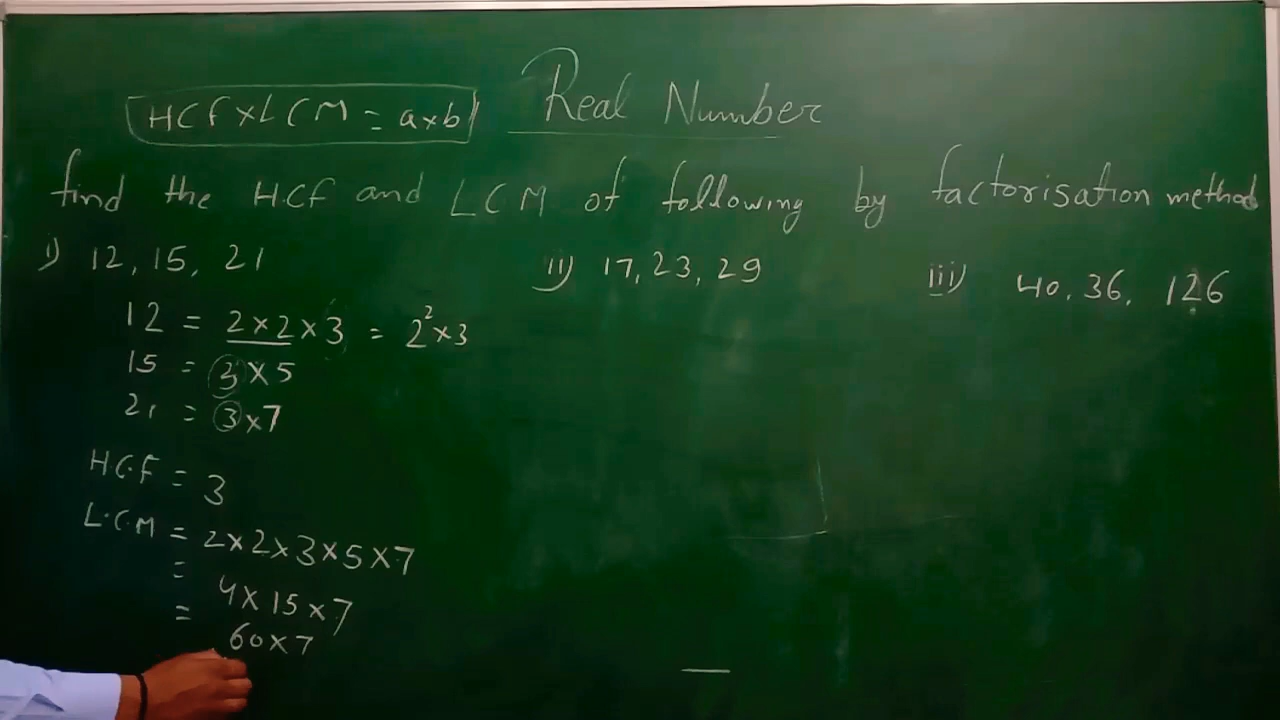 HCF×LCM = a×b
Real Number
find the H.C.F and LCM of following by factorisation method
i) 12, 15, 21
ii) 17, 23, 29
iii) 40, 36, 126
12 = 2×2×3 = 2²×3
15 = 3×5
21 = 3×7
H.C.F = 3
L.C.M = 2×2×3×5×7
= 4×15×7
= 60×7